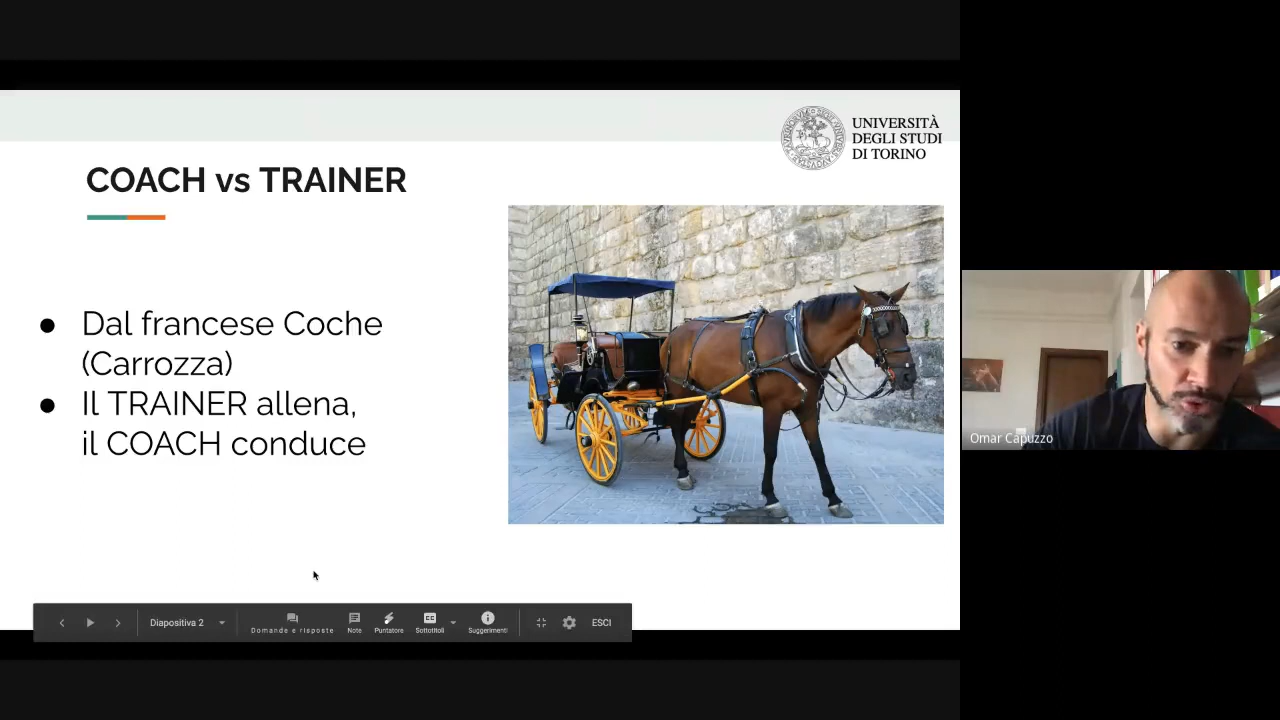 UNIVERSITÀ
DEGLI STUDI
DI TORINO
COACH vs TRAINER
● Dal francese Coche
(Carrozza)
● Il TRAINER allena,
il COACH conduce
Omar Capuzzo
Diapositiva 2
Domande e risposte
Note
Puntatore
CC
Sottotitoli
Suggerimenti
ESCI